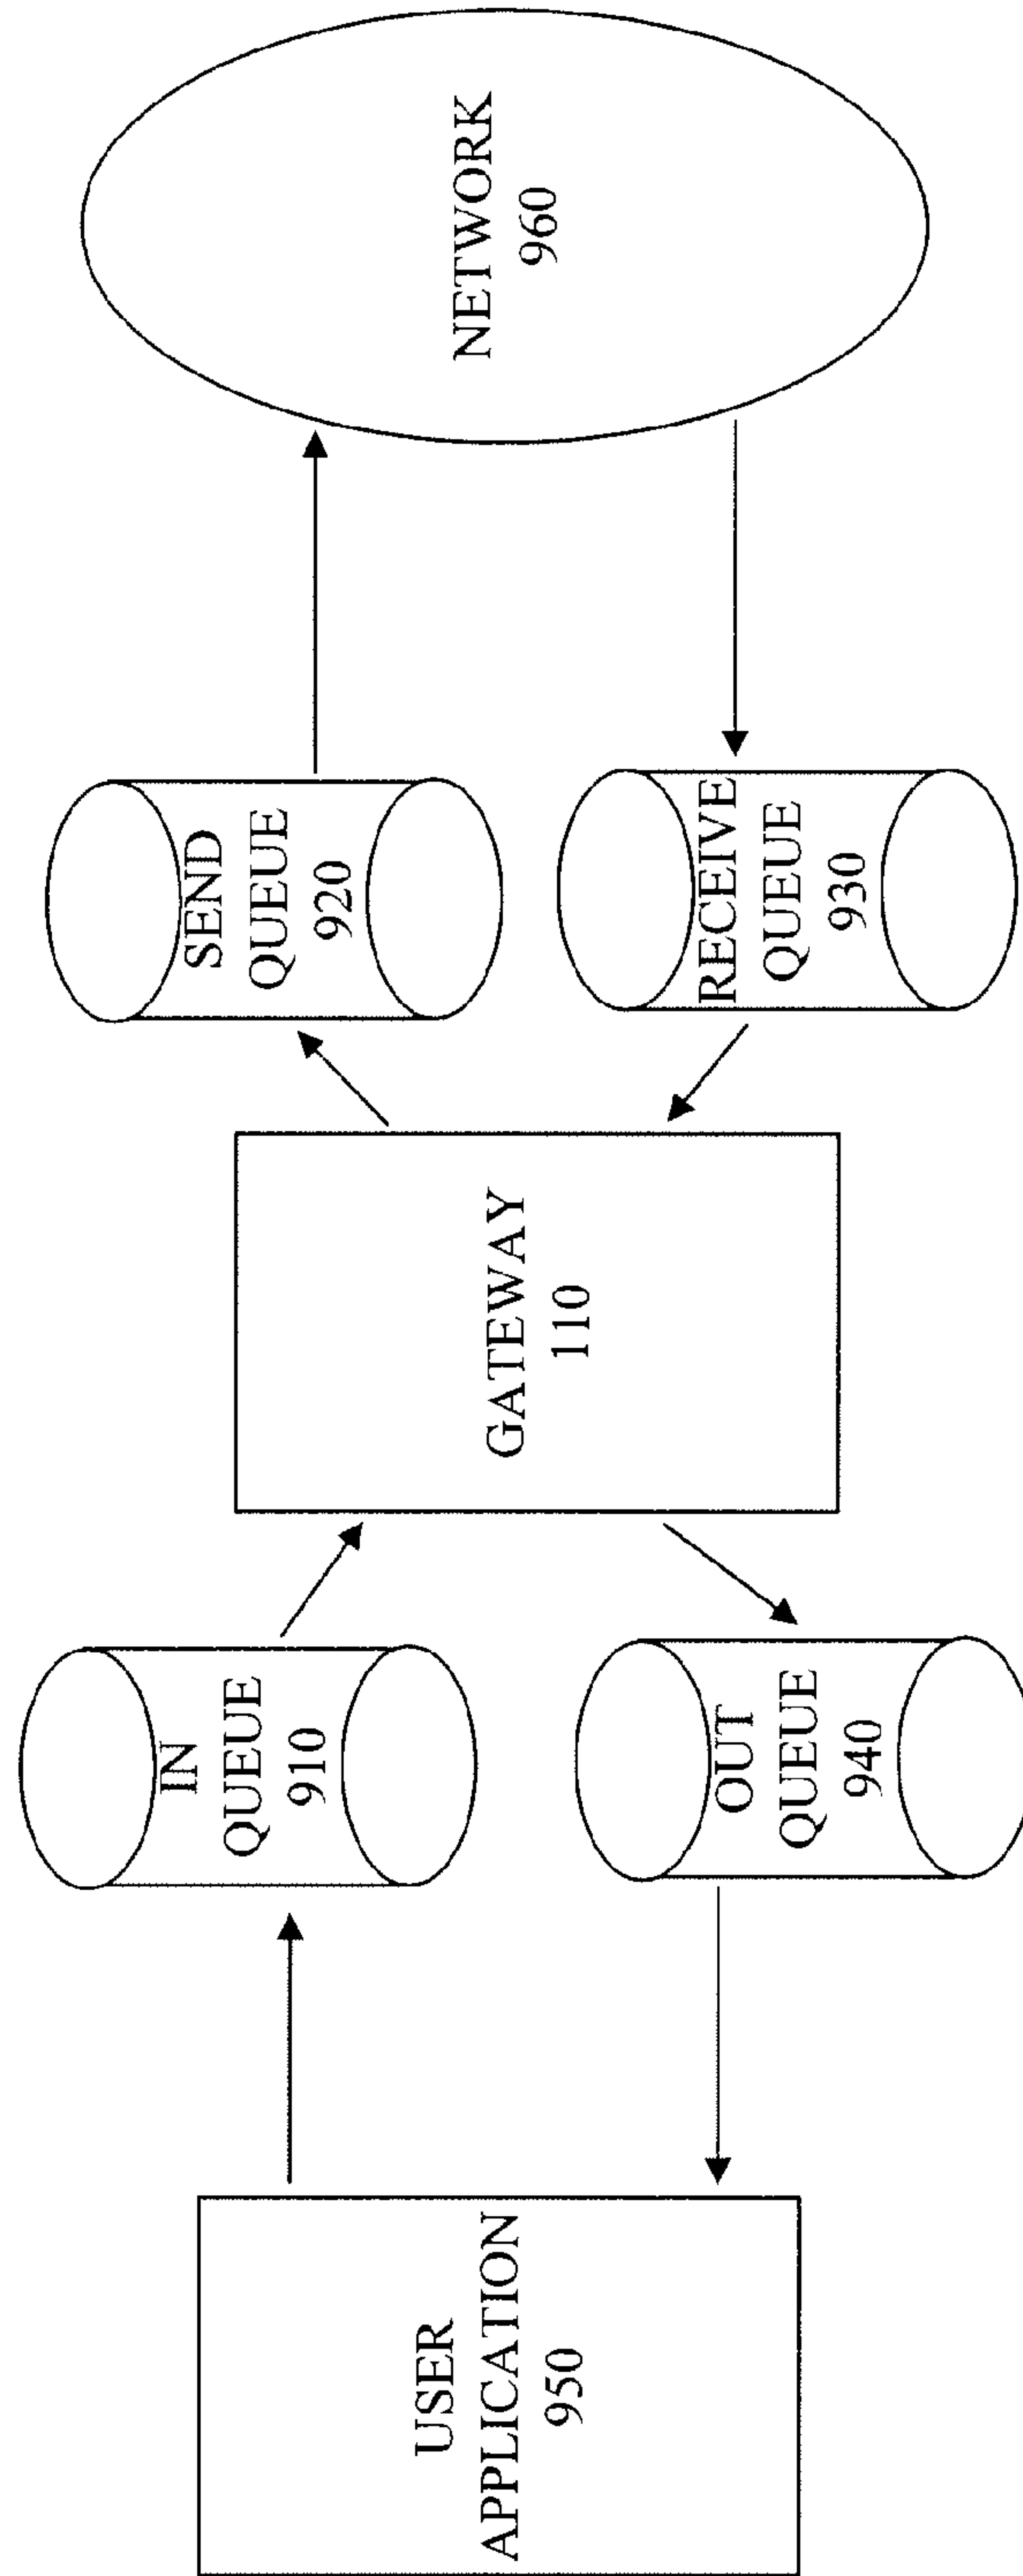 USER
APPLICATION
950
IN
QUEUE
910
OUT
QUEUE
940
GATEWAY
110
SEND
QUEUE
920
RECEIVE
QUEUE
930
NETWORK
960